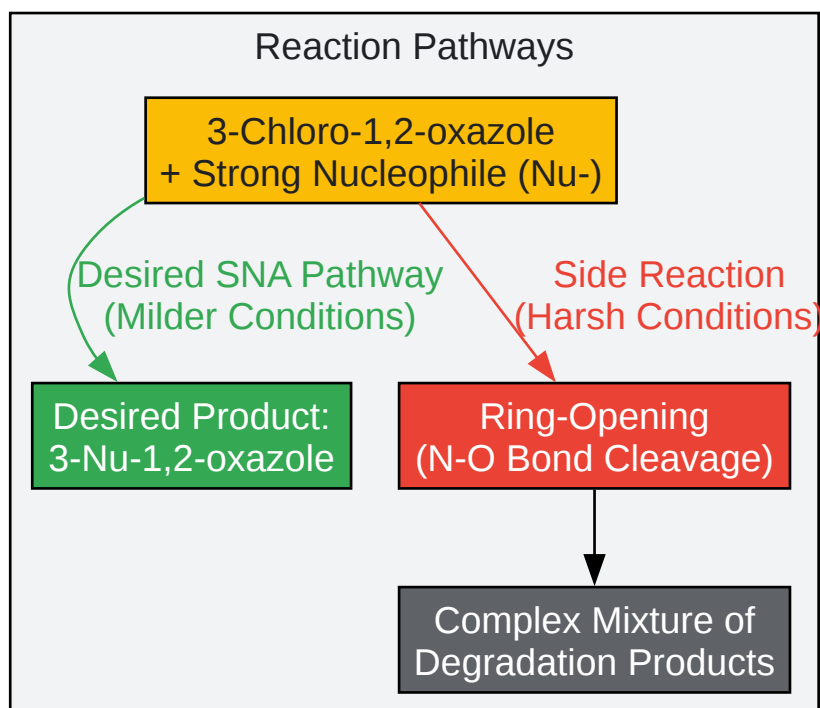 Reaction Pathways
3-Chloro-1,2-oxazole
+ Strong Nucleophile (Nu-)
Desired SNA Pathway
(Milder Conditions)
Side Reaction
(Harsh Conditions)
Desired Product:
3-Nu-1,2-oxazole
Ring-Opening
(N-O Bond Cleavage)
Complex Mixture of
Degradation Products